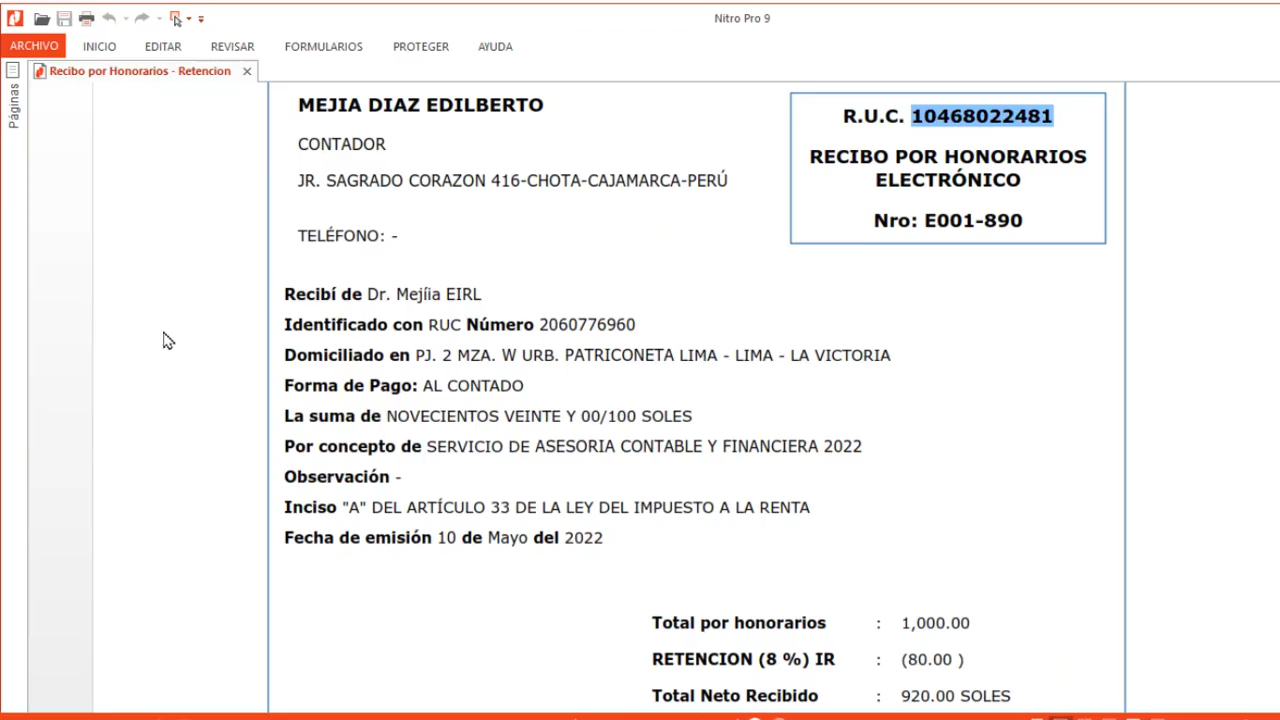 Nitro Pro 9
ARCHIVO INICIO EDITAR REVISAR FORMULARIOS PROTEGER AYUDA
Recibo por Honorarios - Retencion
Páginas
MEJIA DIAZ EDILBERTO
CONTADOR
JR. SAGRADO CORAZON 416-CHOTA-CAJAMARCA-PERÚ
TELÉFONO: -
R.U.C. 10468022481
RECIBO POR HONORARIOS
ELECTRÓNICO
Nro: E001-890
Recibí de Dr. Mejíia EIRL
Identificado con RUC Número 2060776960
Domiciliado en PJ. 2 MZA. W URB. PATRICONETA LIMA - LIMA - LA VICTORIA
Forma de Pago: AL CONTADO
La suma de NOVECIENTOS VEINTE Y 00/100 SOLES
Por concepto de SERVICIO DE ASESORIA CONTABLE Y FINANCIERA 2022
Observación -
Inciso "A" DEL ARTÍCULO 33 DE LA LEY DEL IMPUESTO A LA RENTA
Fecha de emisión 10 de Mayo del 2022
Total por honorarios : 1,000.00
RETENCION (8 %) IR : (80.00 )
Total Neto Recibido : 920.00 SOLES